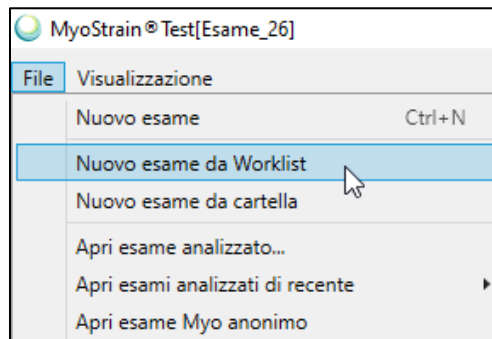 MyoStrain® Test[Esame_26]
File Visualizzazione
Nuovo esame Ctrl+N
Nuovo esame da Worklist
Nuovo esame da cartella
Apri esame analizzato...
Apri esami analizzati di recente
Apri esame Myo anonimo